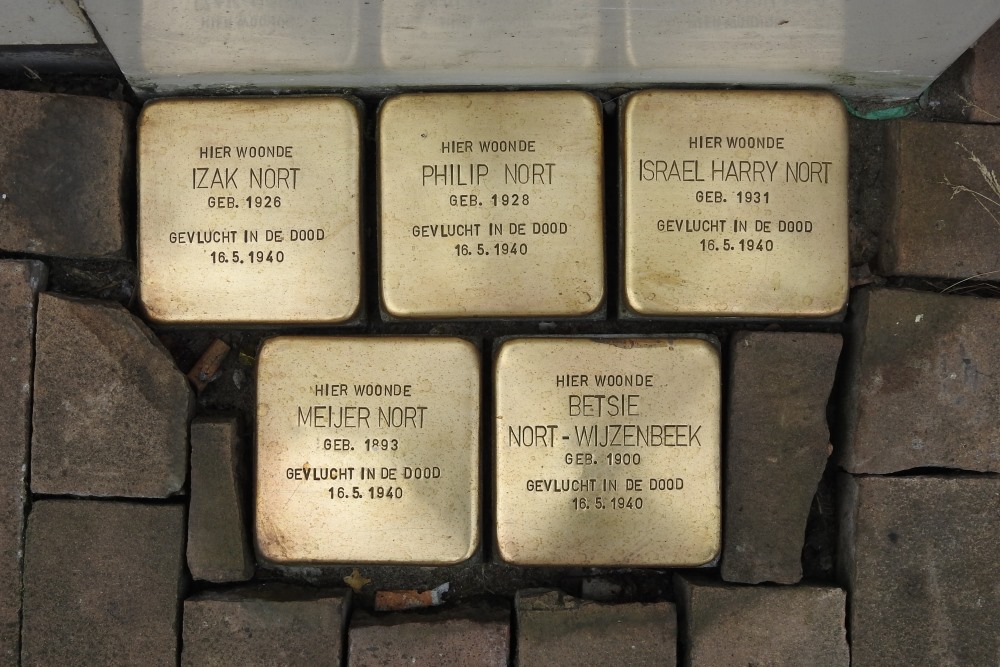 HIER WOONDE
IZAK NORT
GEB. 1926
GEVLUCHT IN DE DOOD
16.5.1940
HIER WOONDE
PHILIP NORT
GEB. 1928
GEVLUCHT IN DE DOOD
16.5.1940
HIER WOONDE
ISRAEL HARRY NORT
GEB. 1931
GEVLUCHT IN DE DOOD
16.5.1940
HIER WOONDE
MEIJER NORT
GEB. 1893
GEVLUCHT IN DE DOOD
16.5.1940
HIER WOONDE
BETSIE
NORT-WIJZENBEEK
GEB. 1900
GEVLUCHT IN DE DOOD
16.5.1940